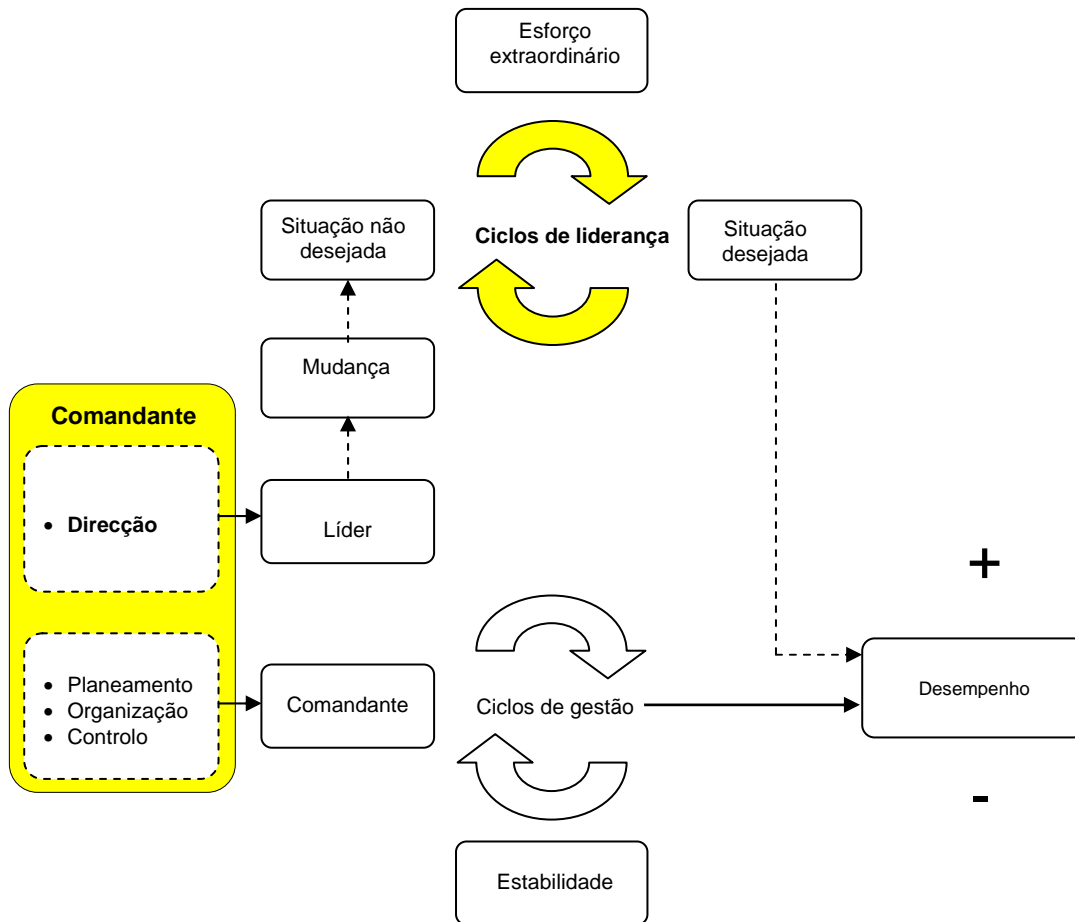 Esforço
extraordinário
Situação não
desejada
Ciclos de liderança
Situação
desejada
Mudança
Comandante
• Direcção
Líder
+
• Planeamento
• Organização
• Controlo
Comandante
Ciclos de gestão
Desempenho
-
Estabilidade